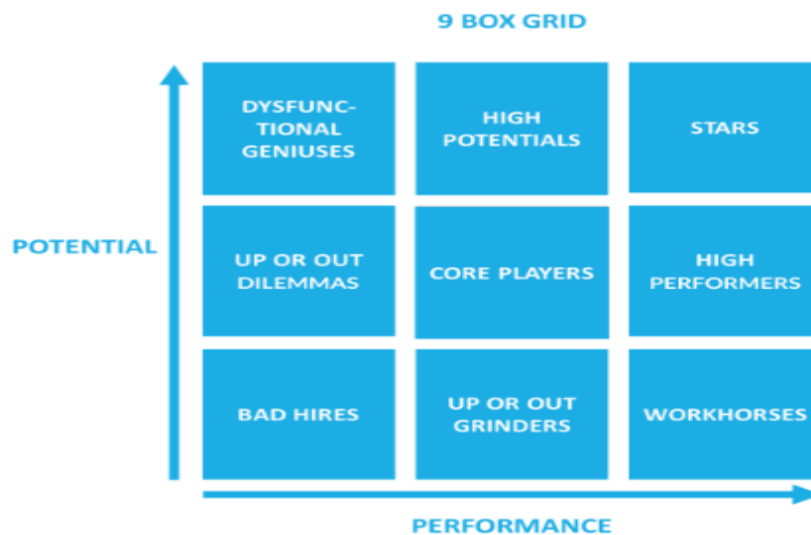 9 BOX GRID
DYSFUNC-
TIONAL
GENIUSES
HIGH
POTENTIALS
STARS
POTENTIAL
UP OR OUT
DILEMMAS
CORE PLAYERS
HIGH
PERFORMERS
BAD HIRES
UP OR OUT
GRINDERS
WORKHORSES
PERFORMANCE